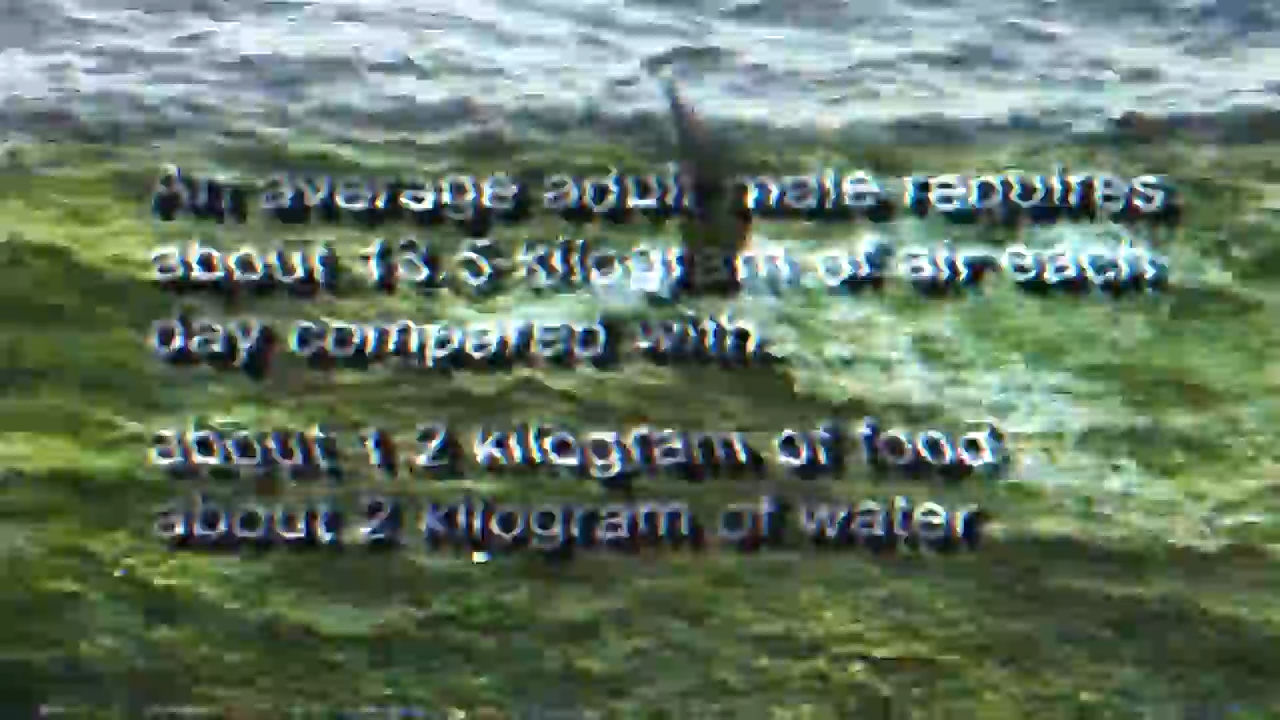 An average adult male requires
about 13.5 kilogram of air each
day compared with
about 1.2 kilogram of food
about 2 kilogram of water